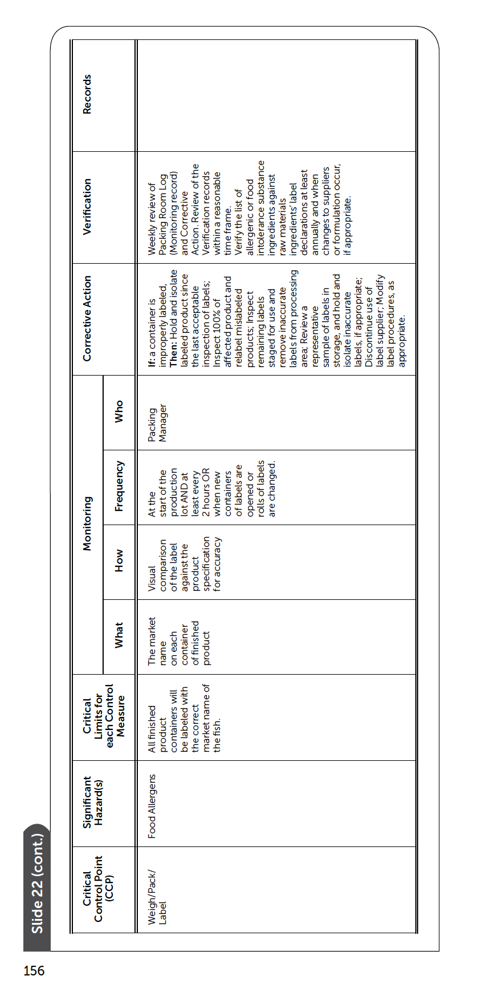 Slide 22 (cont.)
Critical
Control Point
(CCP)
Significant
Hazard(s)
Critical
Limits for
each Control
Measure
Monitoring
What
How
Frequency
Who
Corrective Action
Verification
Records
Weigh/Pack/
Label
Food Allergens
All finished
product
containers will
be labeled with
the correct
market name of
the fish.
The market
name
on each
container
of finished
product
Visual
comparison
of the label
against the
product
specification
for accuracy
At the
start of the
production
lot AND at
least every
2 hours OR
when new
containers
of labels are
opened or
rolls of labels
are changed.
Packing
Manager
If: a container is
improperly labeled,
Then: Hold and isolate
labeled product since
the last acceptable
inspection of labels;
Inspect 100% of
affected product and
relabel mislabeled
products; Inspect
remaining labels
staged for use and
remove inaccurate
labels from processing
area; Review a
representative
sample of labels in
storage, and hold and
isolate inaccurate
labels, if appropriate;
Discontinue use of
label supplier; Modify
label procedures, as
appropriate.
Weekly review of
Packing Room Log
(Monitoring record)
and Corrective
Action. Review of the
Verification records
within a reasonable
time frame.
Verify the list of
allergenic or food
intolerance substance
ingredients against
raw materials
ingredients' label
declarations at least
annually and when
changes to suppliers
or formulation occur,
if appropriate.
156